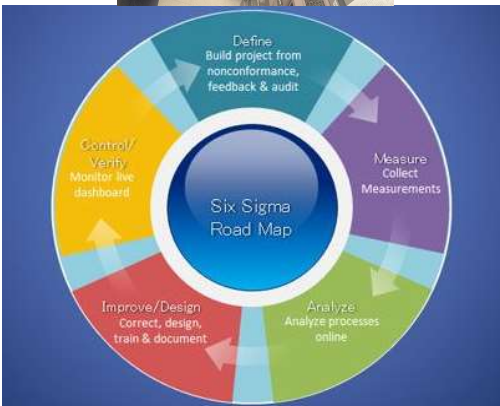 Define
Build project from
nonconformance,
feedback & audit
Measure
Collect
Measurements
Analyze
Analyze processes
online
Improve/Design
Correct, design,
train & document
Control/
Verify
Monitor live
dashboard
Six Sigma
Road Map